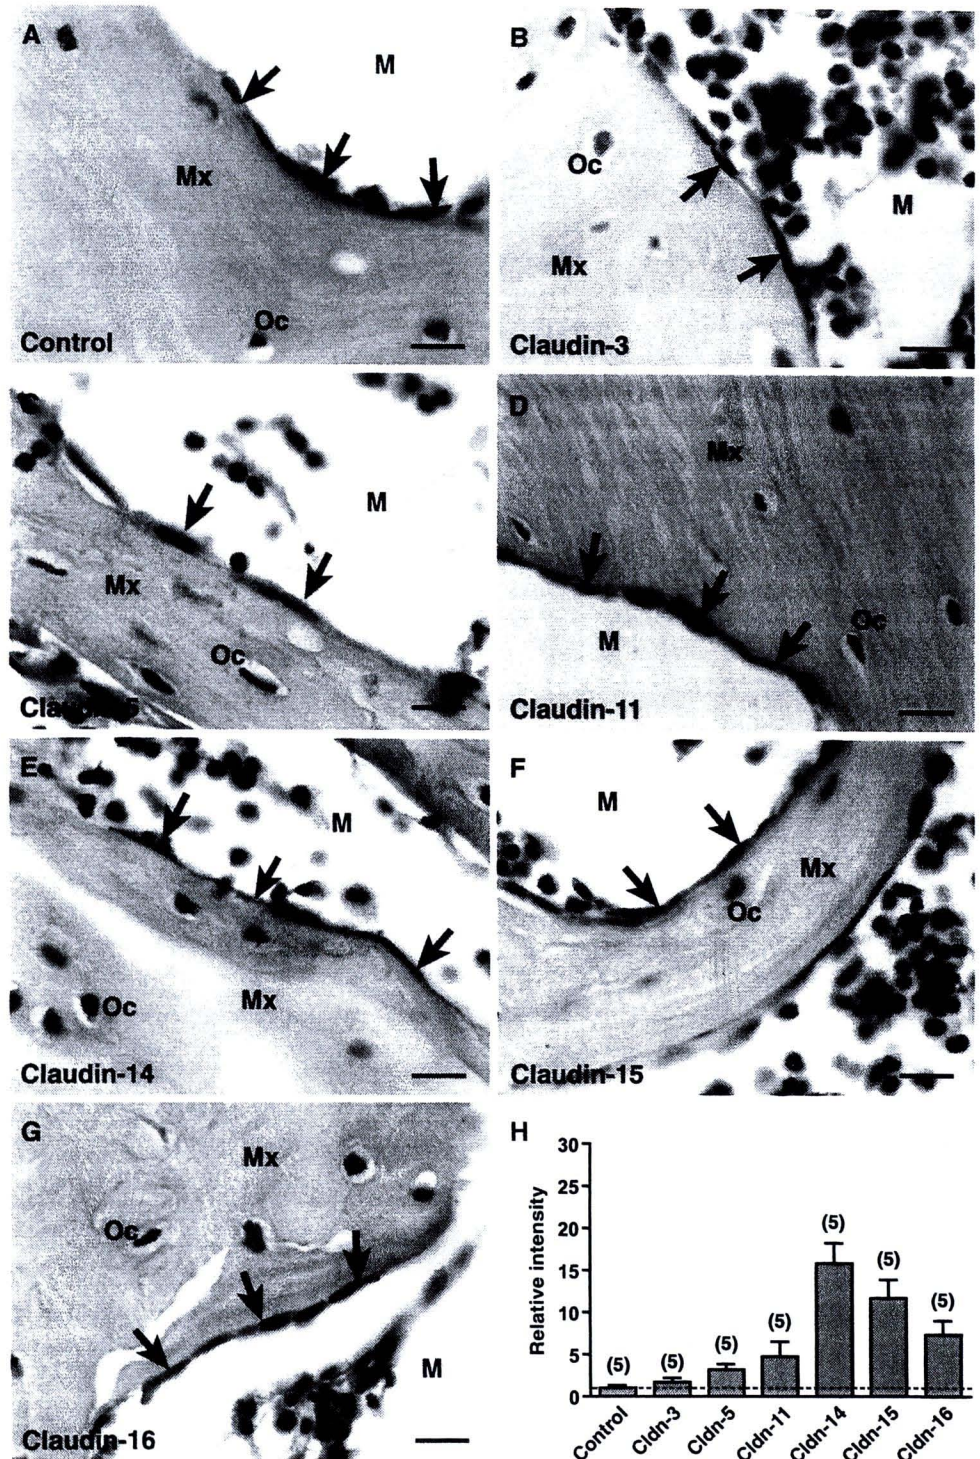 A
M
Mx
Oc
Control
B
Oc
M
Mx
Claudin-3
M
Mx
Oc
D
Mx
Oc
M
Claudin-11
E
M
Oc
Mx
Claudin-14
F
M
Mx
Oc
Claudin-15
G
Mx
Oc
M
Claudin-16
H
30
25
20
15
10
5
0
Relative intensity
(5)
(5)
(5)
(5)
(5)
(5)
(5)
Control
Cldn-3
Cldn-5
Cldn-11
Cldn-14
Cldn-15
Cldn-16